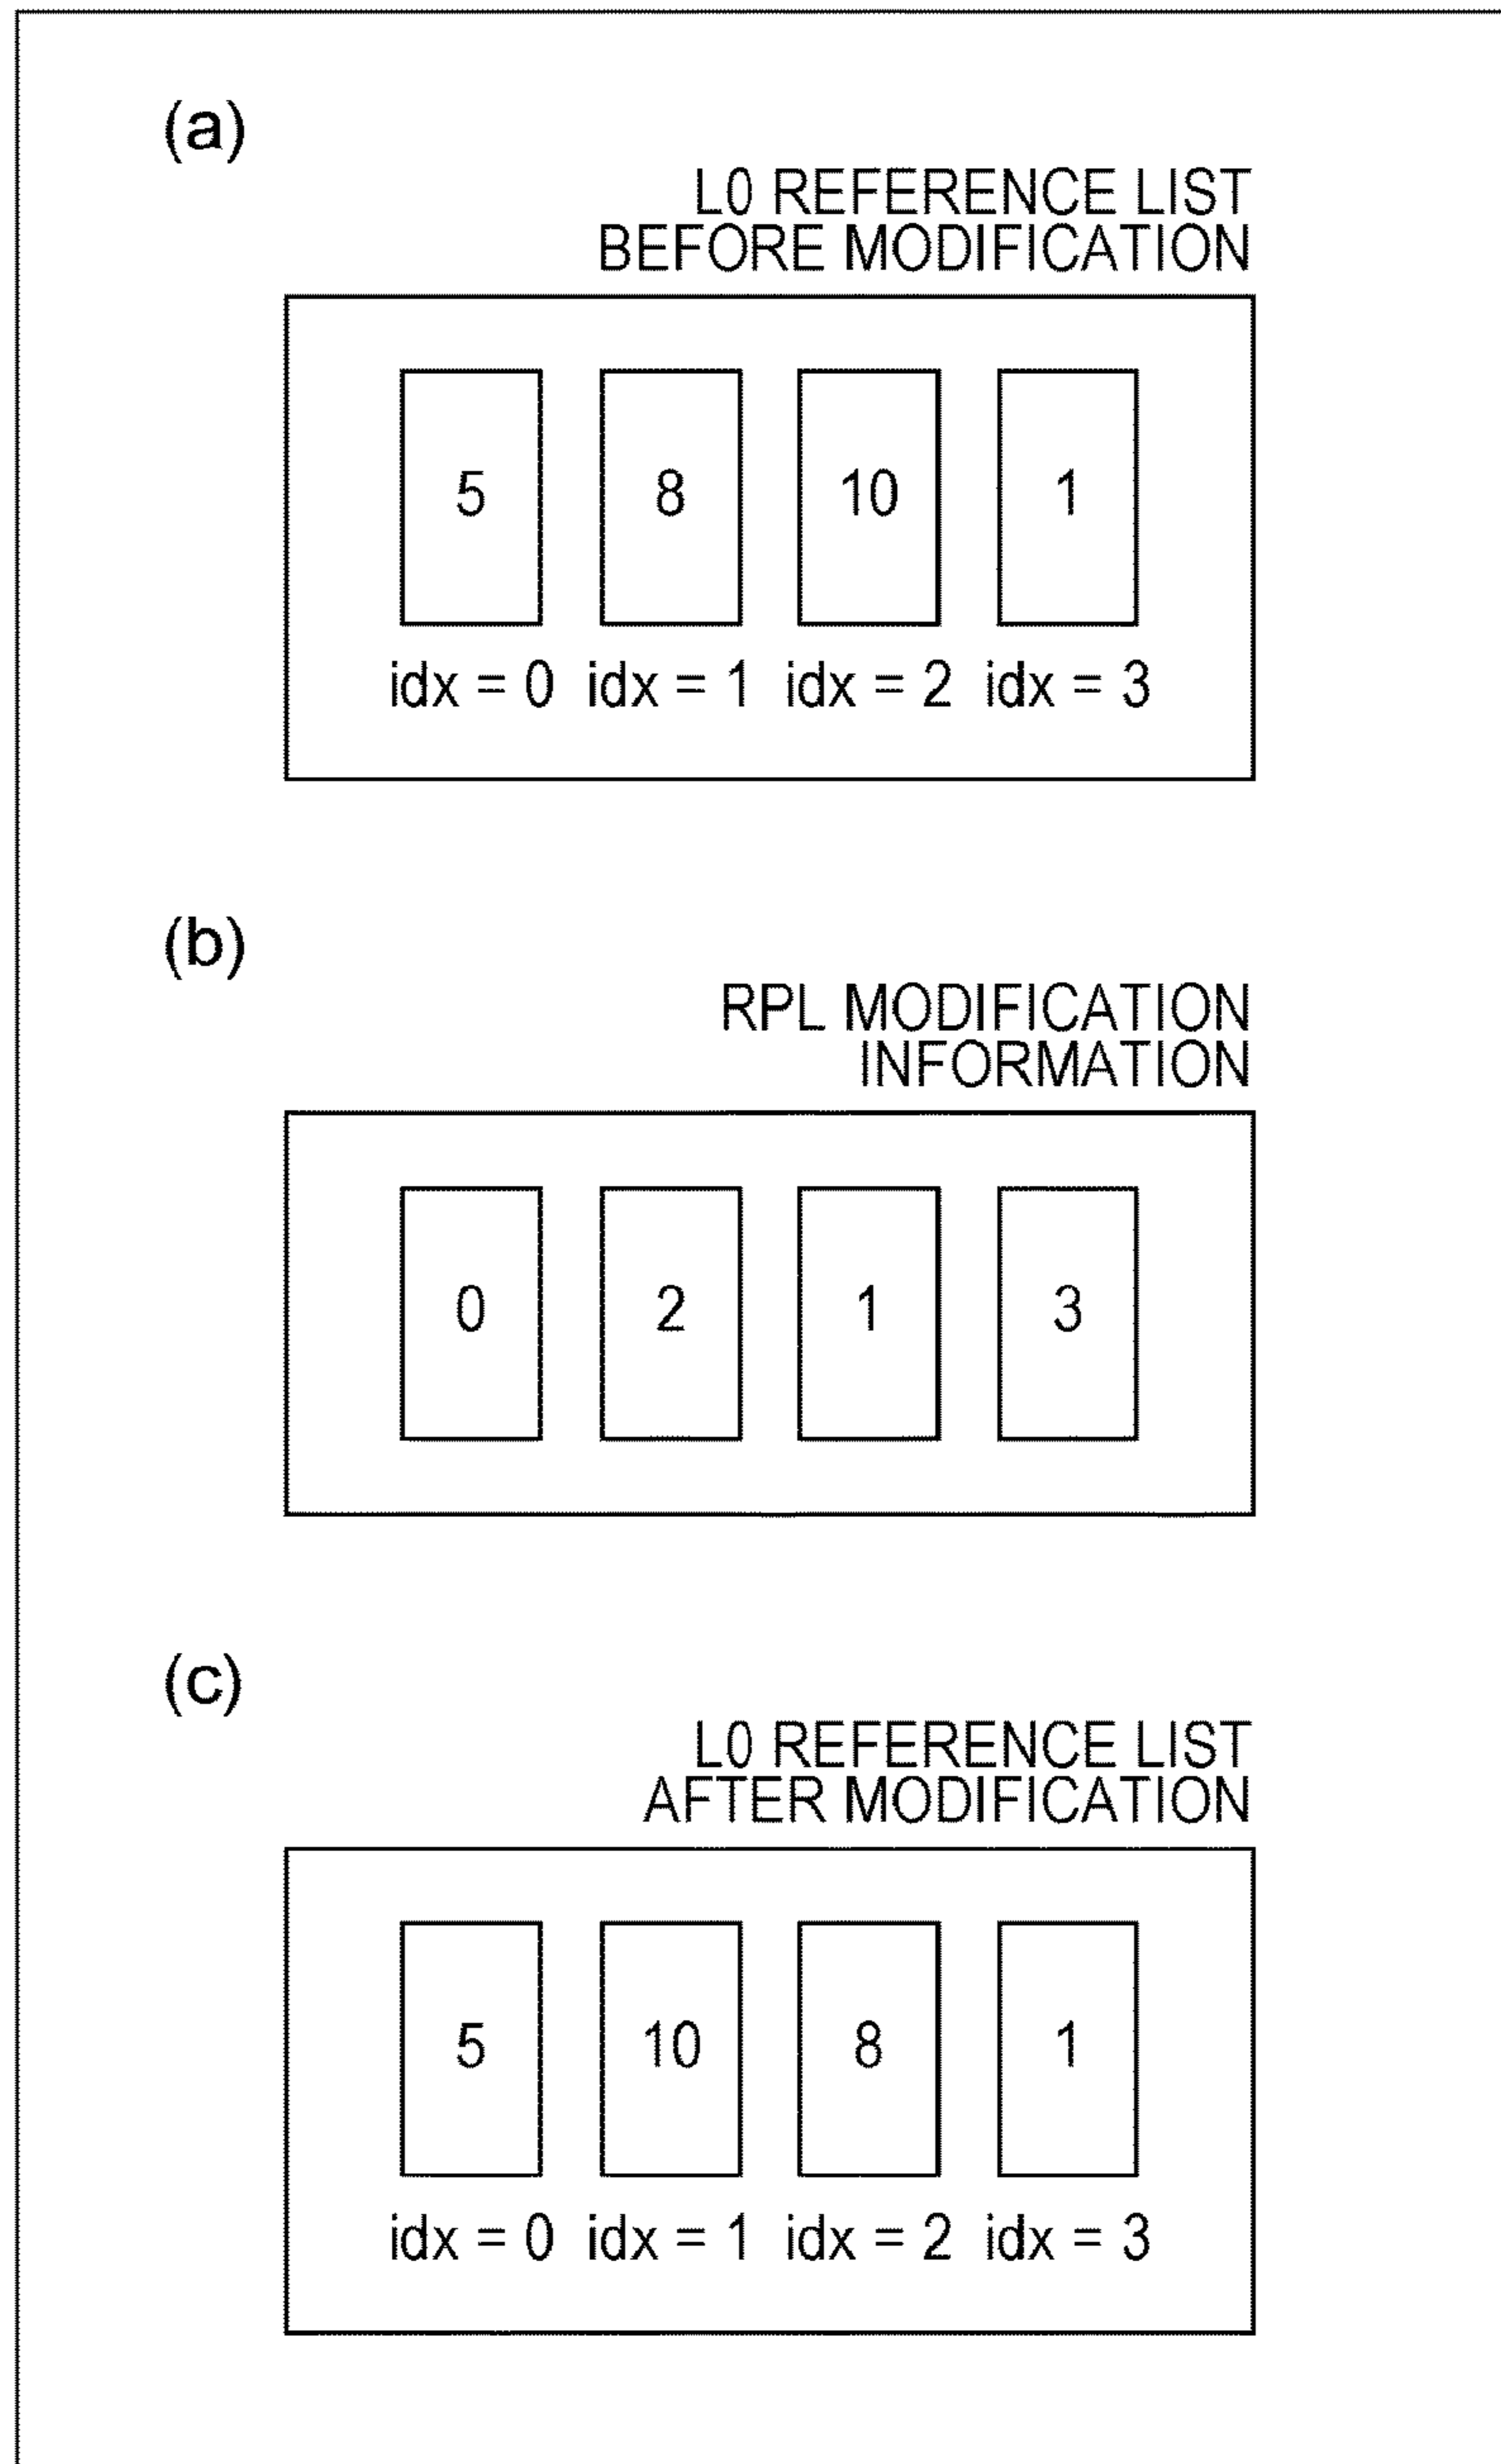 (a)
L0 REFERENCE LIST
BEFORE MODIFICATION
5 8 10 1
idx = 0 idx = 1 idx = 2 idx = 3
(b)
RPL MODIFICATION
INFORMATION
0 2 1 3
(c)
L0 REFERENCE LIST
AFTER MODIFICATION
5 10 8 1
idx = 0 idx = 1 idx = 2 idx = 3